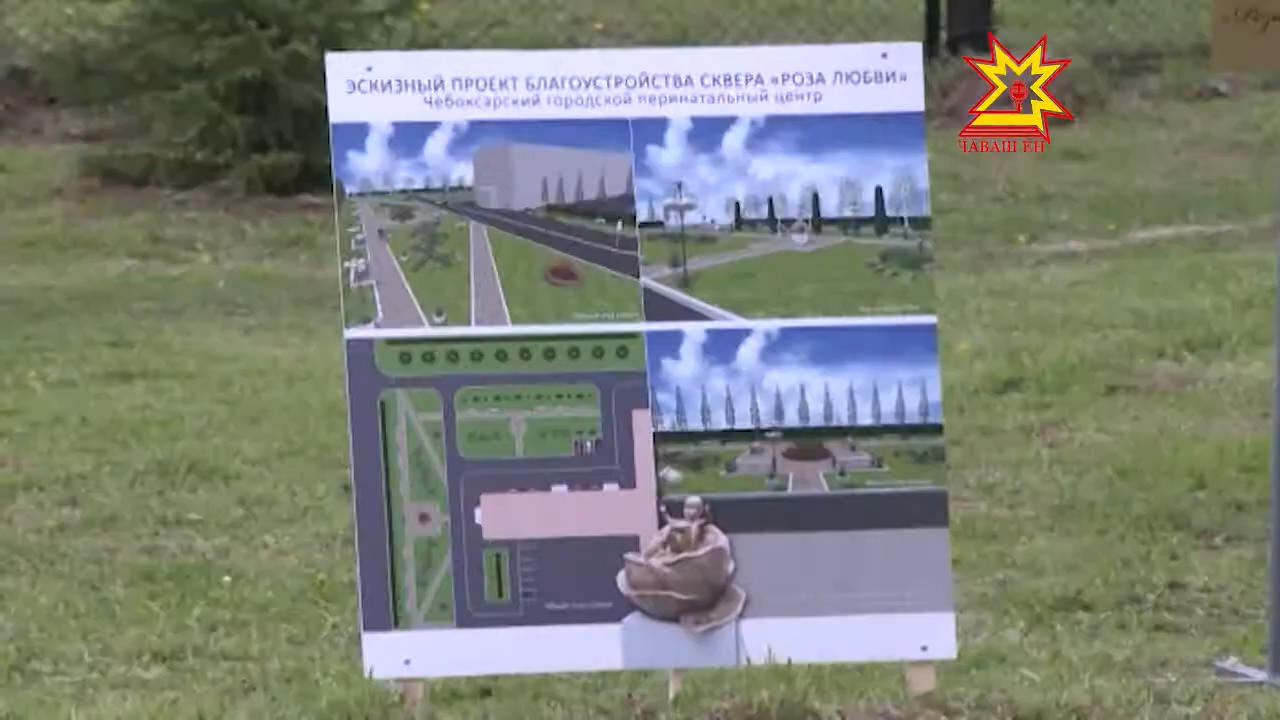 ЭСКИЗНЫЙ ПРОЕКТ БЛАГОУСТРОЙСТВА СКВЕРА «РОЗА ЛЮБВИ»
Чебоксарский городской перинатальный центр
ЧАВАШ ЕН